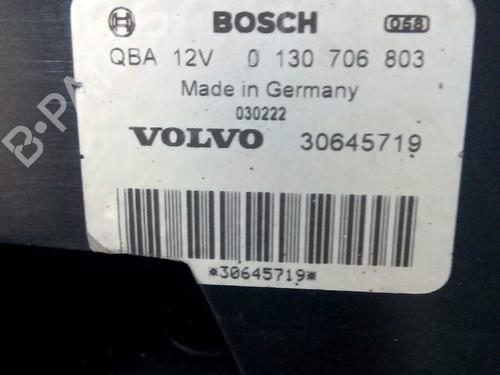 BOSCH 068
QBA 12V 0 130 706 803
Made in Germany
030222
VOLVO 30645719
*30645719*